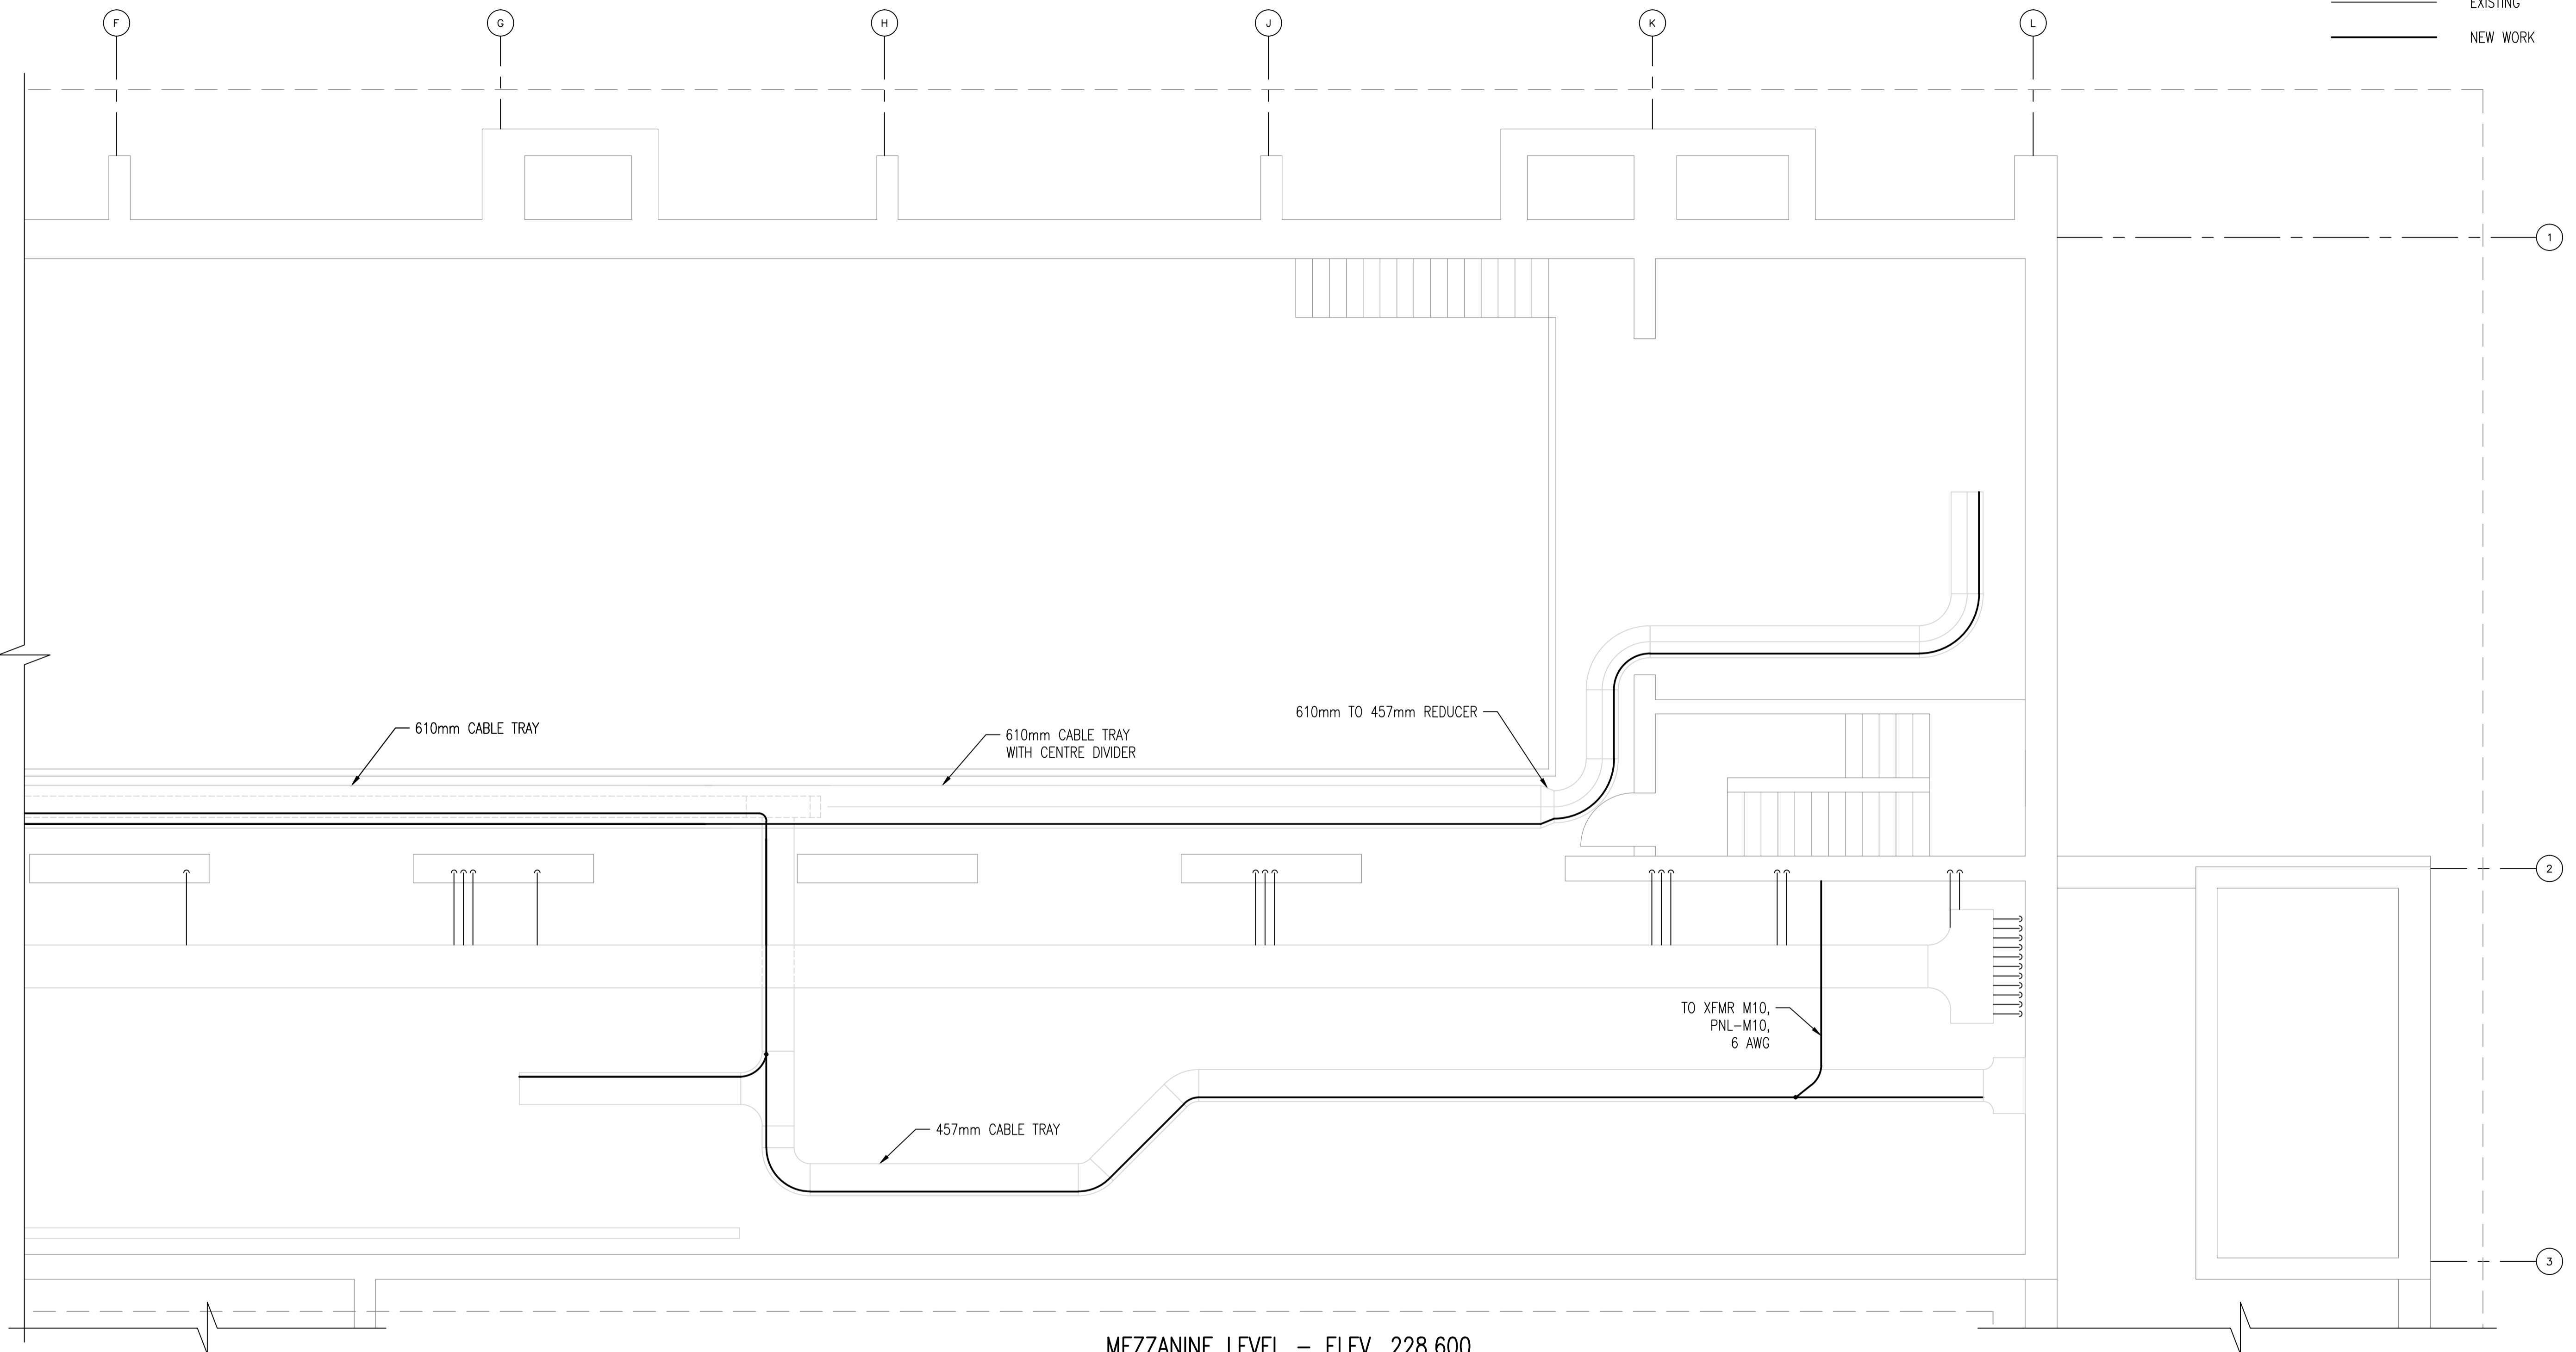 F
G
H
J
K
L
EXISTING
NEW WORK
1
610mm TO 457mm REDUCER
610mm CABLE TRAY
610mm CABLE TRAY
WITH CENTRE DIVIDER
2
TO XFMR M10,
PNL-M10,
6 AWG
457mm CABLE TRAY
3
MEZZANINE LEVEL - ELEV. 228.600